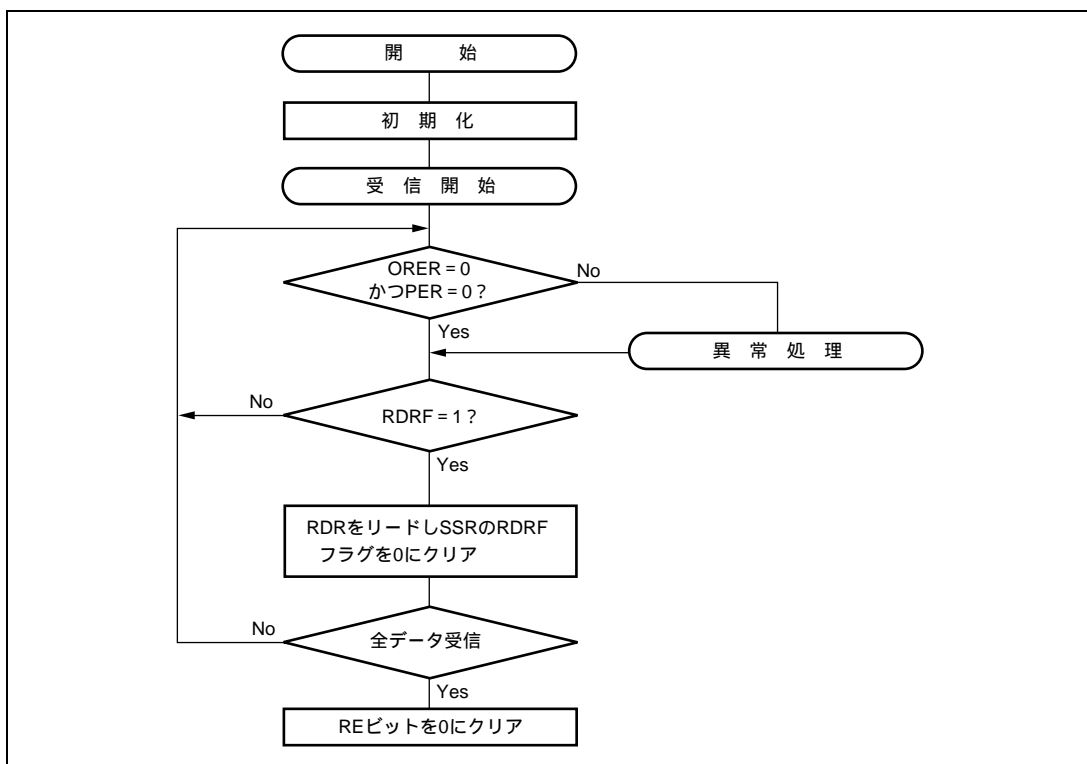 開 始
初 期 化
受 信 開 始
ORER = 0
かつPER = 0？
No
Yes
異 常 処 理
No
RDRF = 1？
Yes
RDRをリードしSSRのRDRF
フラグを0にクリア
No
全データ受信
Yes
REビットを0にクリア